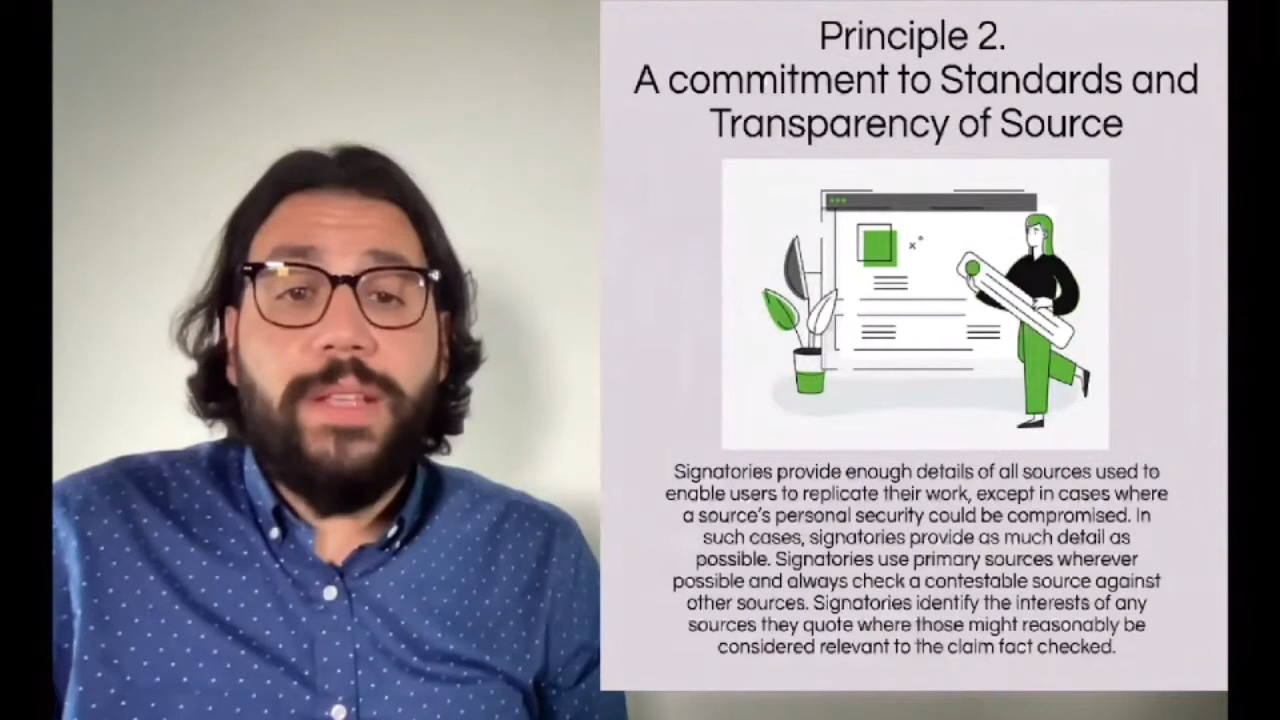 Principle 2.
A commitment to Standards and
Transparency of Source
Signatories provide enough details of all sources used to
enable users to replicate their work, except in cases where
a source's personal security could be compromised. In
such cases, signatories provide as much detail as
possible. Signatories use primary sources wherever
possible and always check a contestable source against
other sources. Signatories identify the interests of any
sources they quote where those might reasonably be
considered relevant to the claim fact checked.